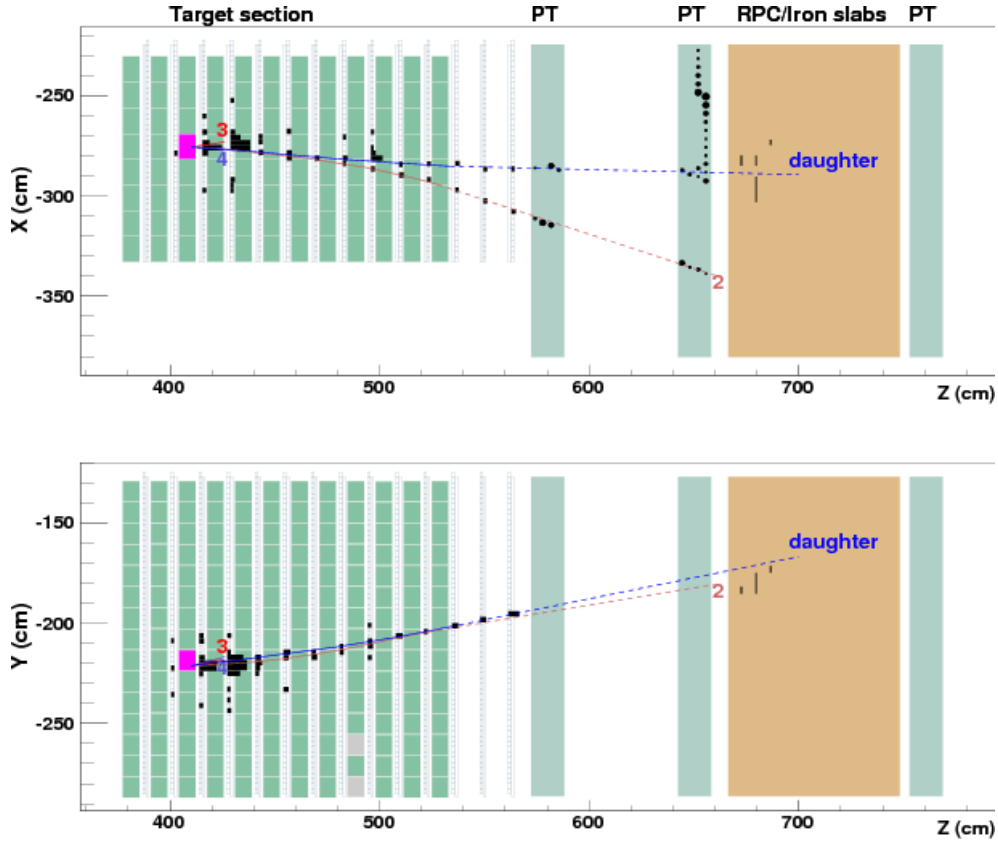 Target section PT PT RPC/Iron slabs PT
-250
3
daughter
4
X (cm)
-300
2
-350
400 500 600 700
Z (cm)
-150
daughter
2
Y (cm)
-200
3
4
-250
400 500 600 700
Z (cm)